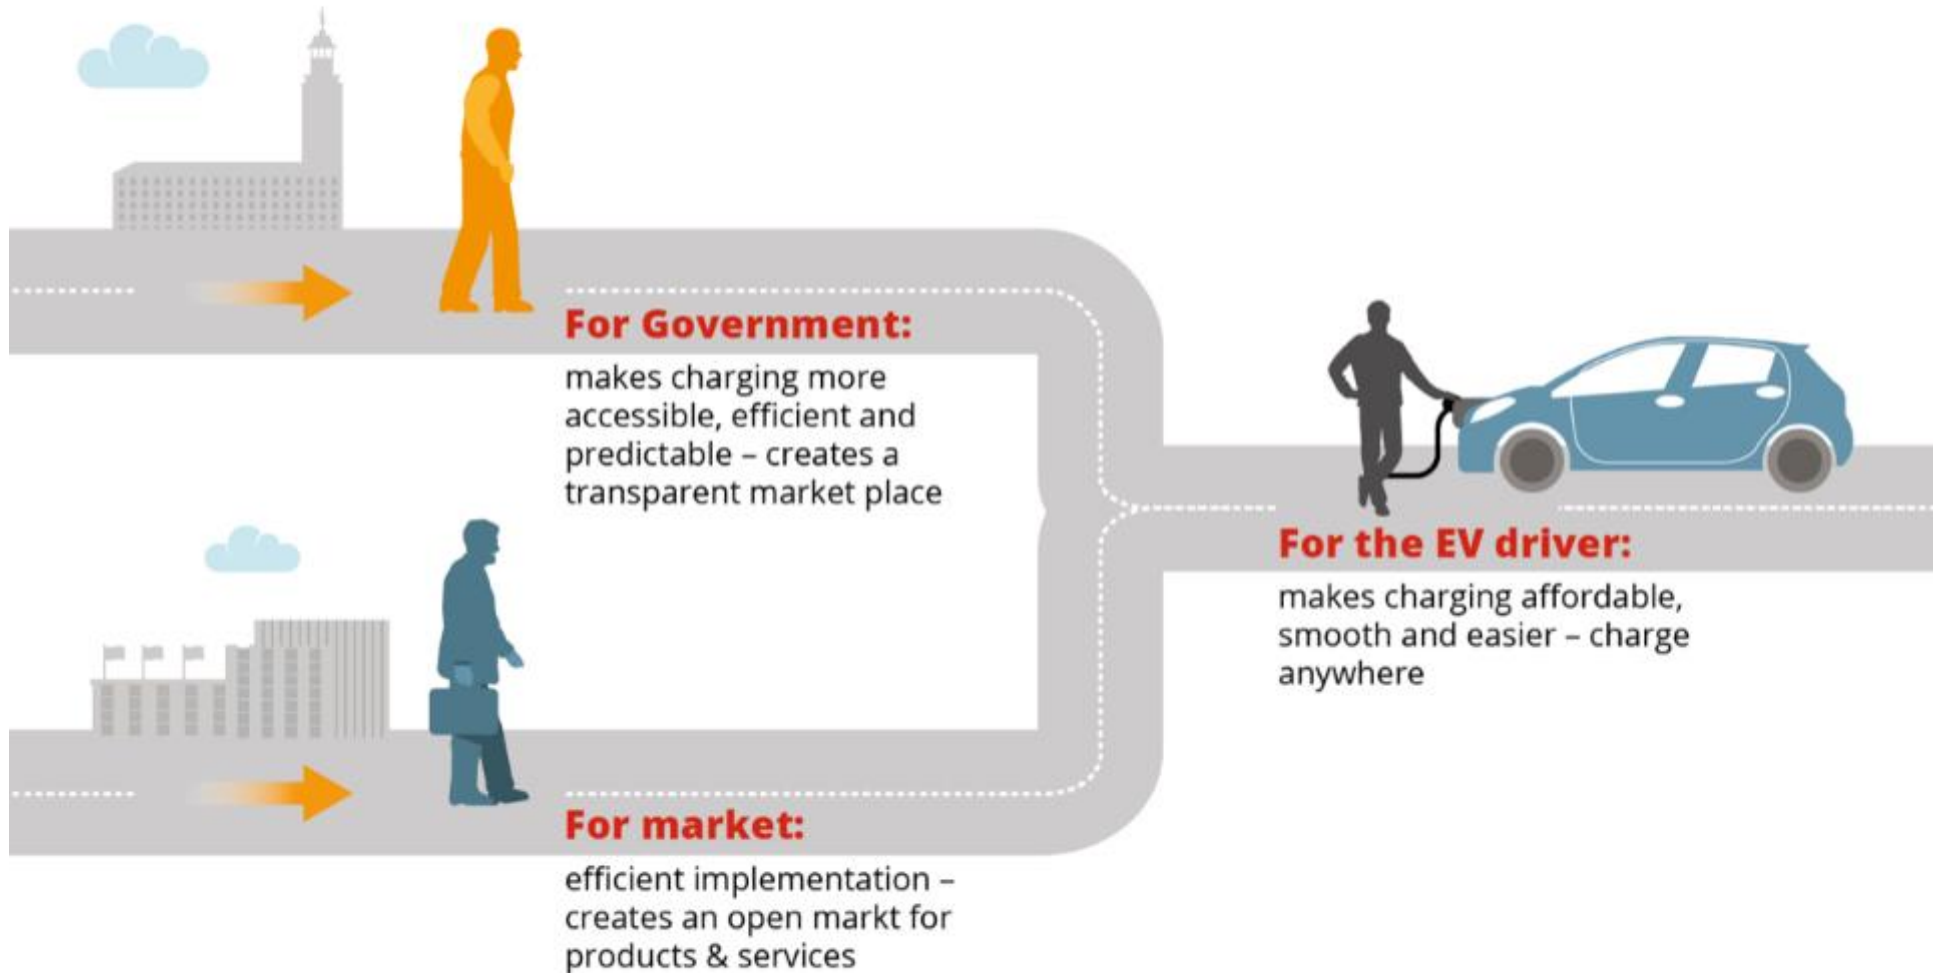 For Government:
makes charging more
accessible, efficient and
predictable – creates a
transparent market place
For market:
efficient implementation –
creates an open markt for
products & services
For the EV driver:
makes charging affordable,
smooth and easier – charge
anywhere